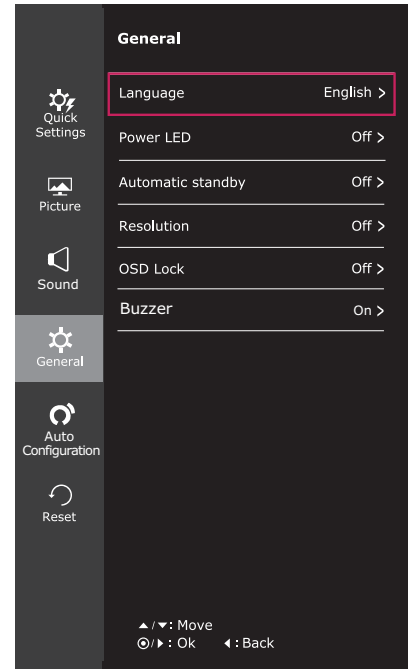 General
Quick
Settings
Picture
Sound
General
Auto
Configuration
Reset
Language English >
Power LED Off >
Automatic standby Off >
Resolution Off >
OSD Lock Off >
Buzzer On >
▲/▼: Move
◉/▶: Ok ◀: Back